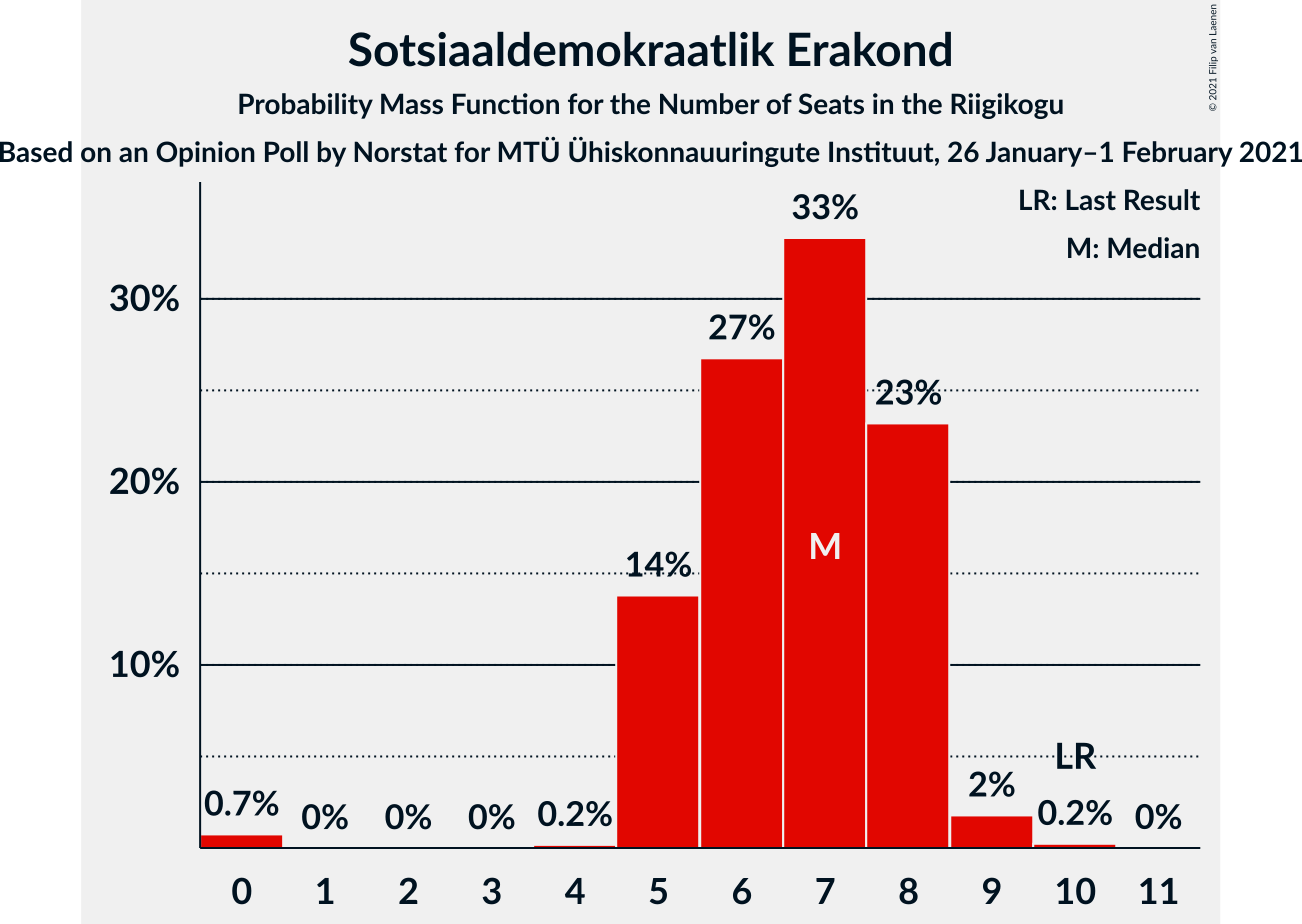 Sotsiaaldemokraatlik Erakond
Probability Mass Function for the Number of Seats in the Riigikogu
Based on an Opinion Poll by Norstat for MTÜ Ühiskonnauuringute Instituut, 26 January–1 February 2021
© 2021 Filip van Laenen
LR: Last Result
M: Median
30%
20%
10%
0.7%
0%
0%
0%
0.2%
14%
27%
33%
23%
2%
0.2%
0%
M
LR
0 1 2 3 4 5 6 7 8 9 10 11